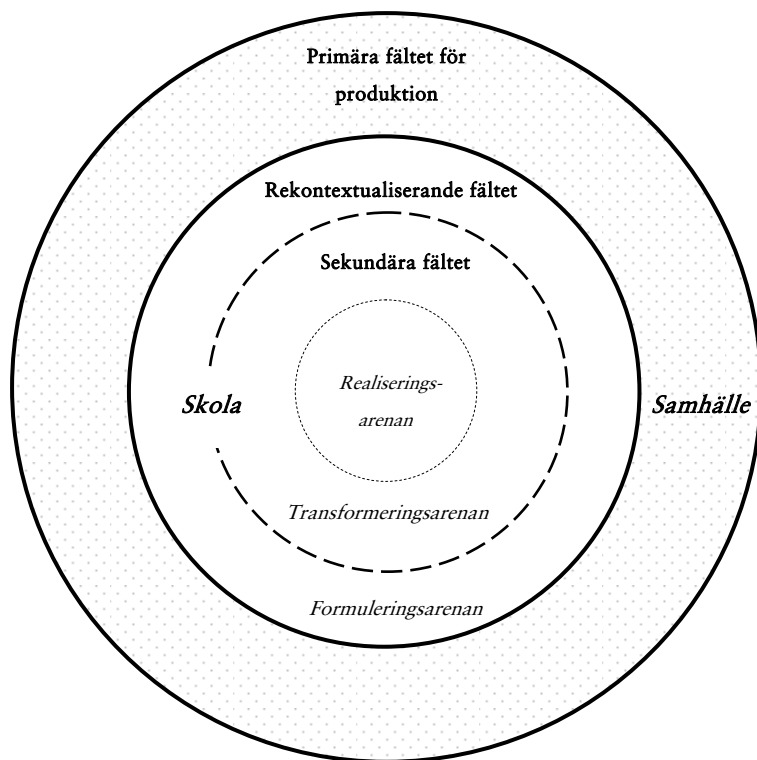 Primära fältet för
produktion
Rekontextualiserande fältet
Sekundära fältet
Realiserings-
arenan
Skola
Samhälle
Transformeringsarenan
Formuleringsarenan